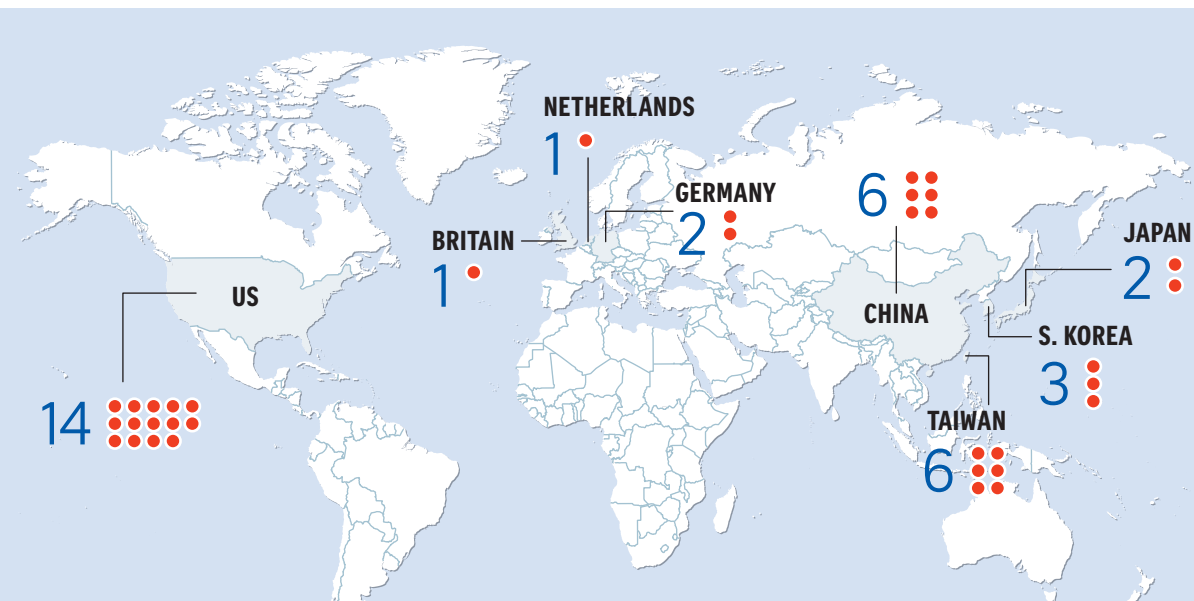 NETHERLANDS
1
GERMANY
2
BRITAIN
1
US
14
6
CHINA
JAPAN
2
S. KOREA
3
TAIWAN
6